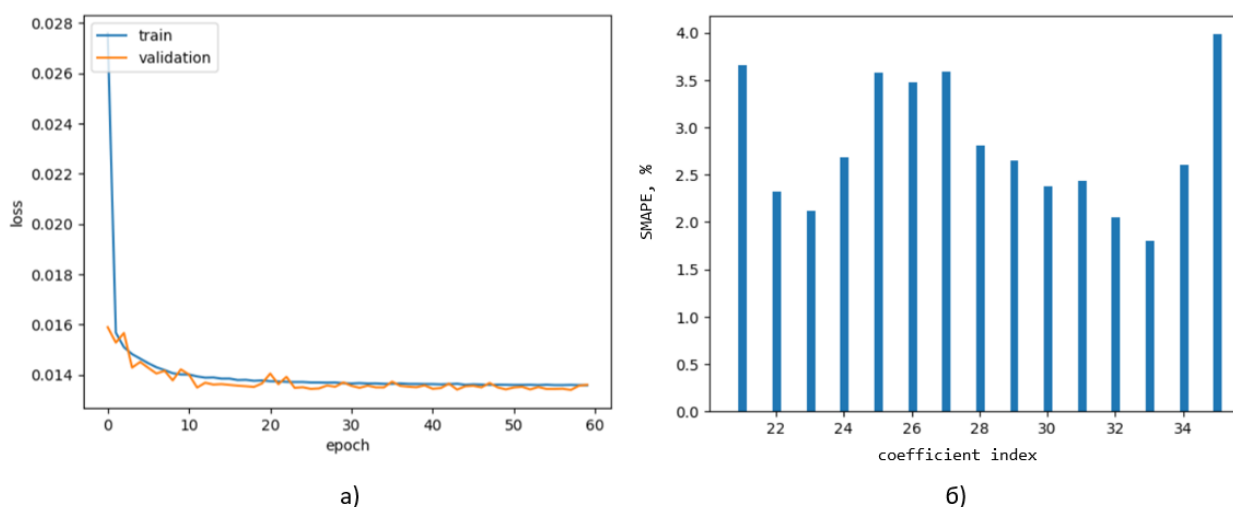 0.028
0.026
0.024
0.022
0.020
0.018
0.016
0.014
loss
train
validation
0 10 20 30 40 50 60
epoch
а)
4.0
3.5
3.0
2.5
2.0
1.5
1.0
0.5
0.0
SMAPE, %
22 24 26 28 30 32 34
coefficient index
б)